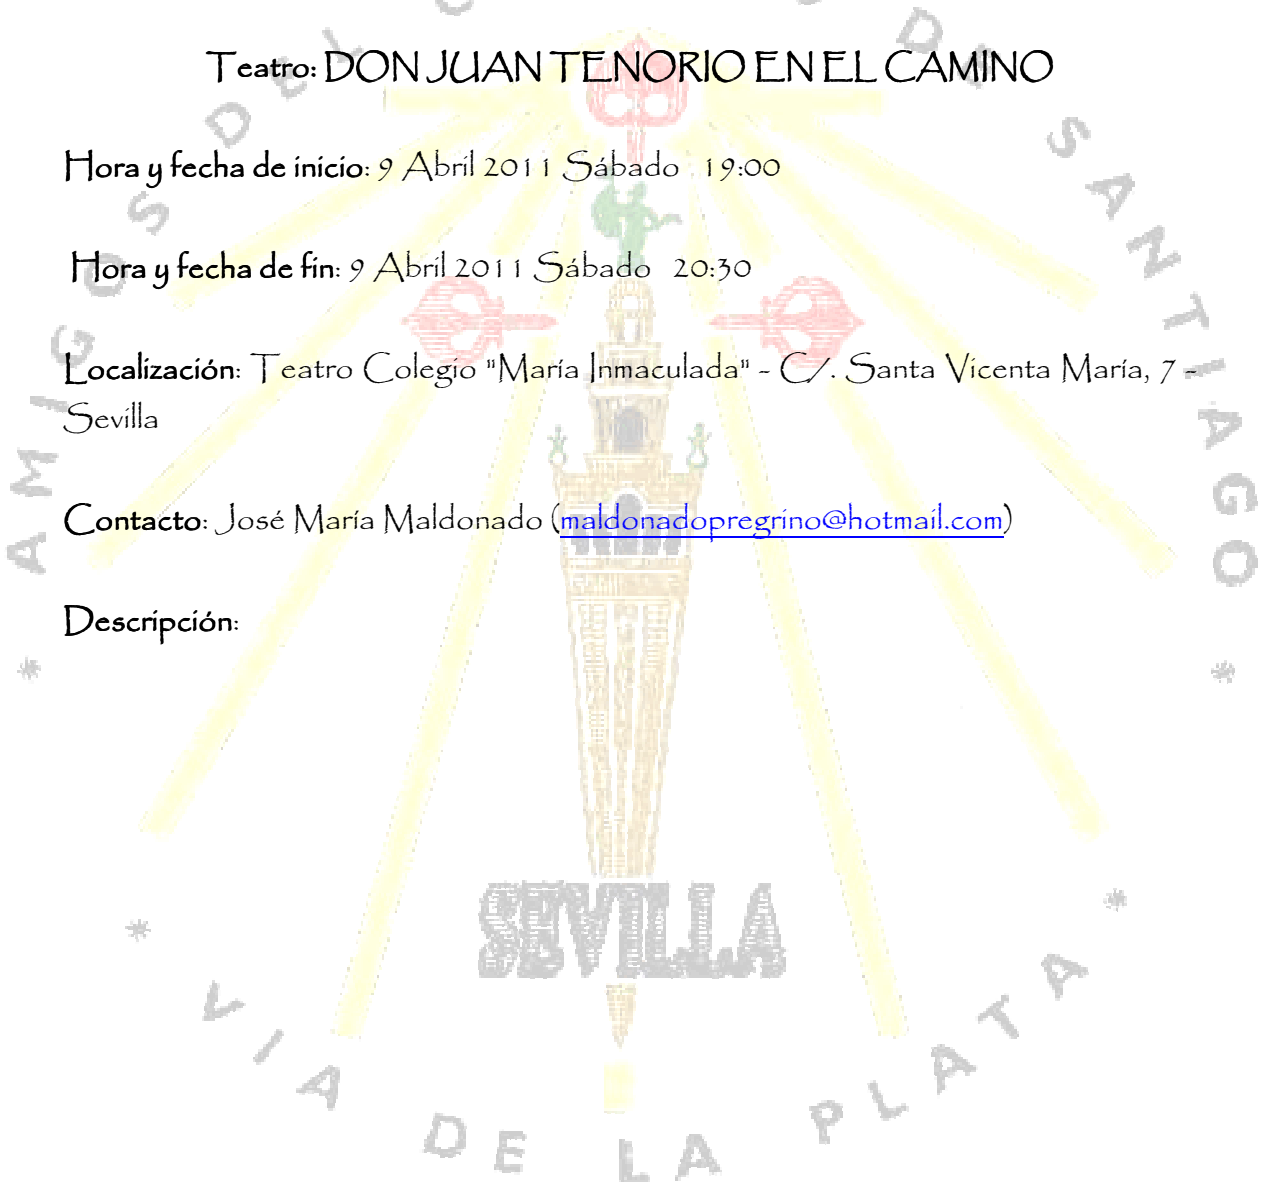 Teatro: DON JUAN TENORIO EN EL CAMINO
Hora y fecha de inicio: 9 Abril 2011 Sábado 19:00
Hora y fecha de fin: 9 Abril 2011 Sábado 20:30
Localización: Teatro Colegio "María Inmaculada" - C/. Santa Vicenta María, 7 -
Sevilla
Contacto: José María Maldonado (maldonadopregrino@hotmail.com)
Descripción:
AMIGOS DEL
DE SANTIAGO
SEVILLA
* VIA DE LA PLATA *